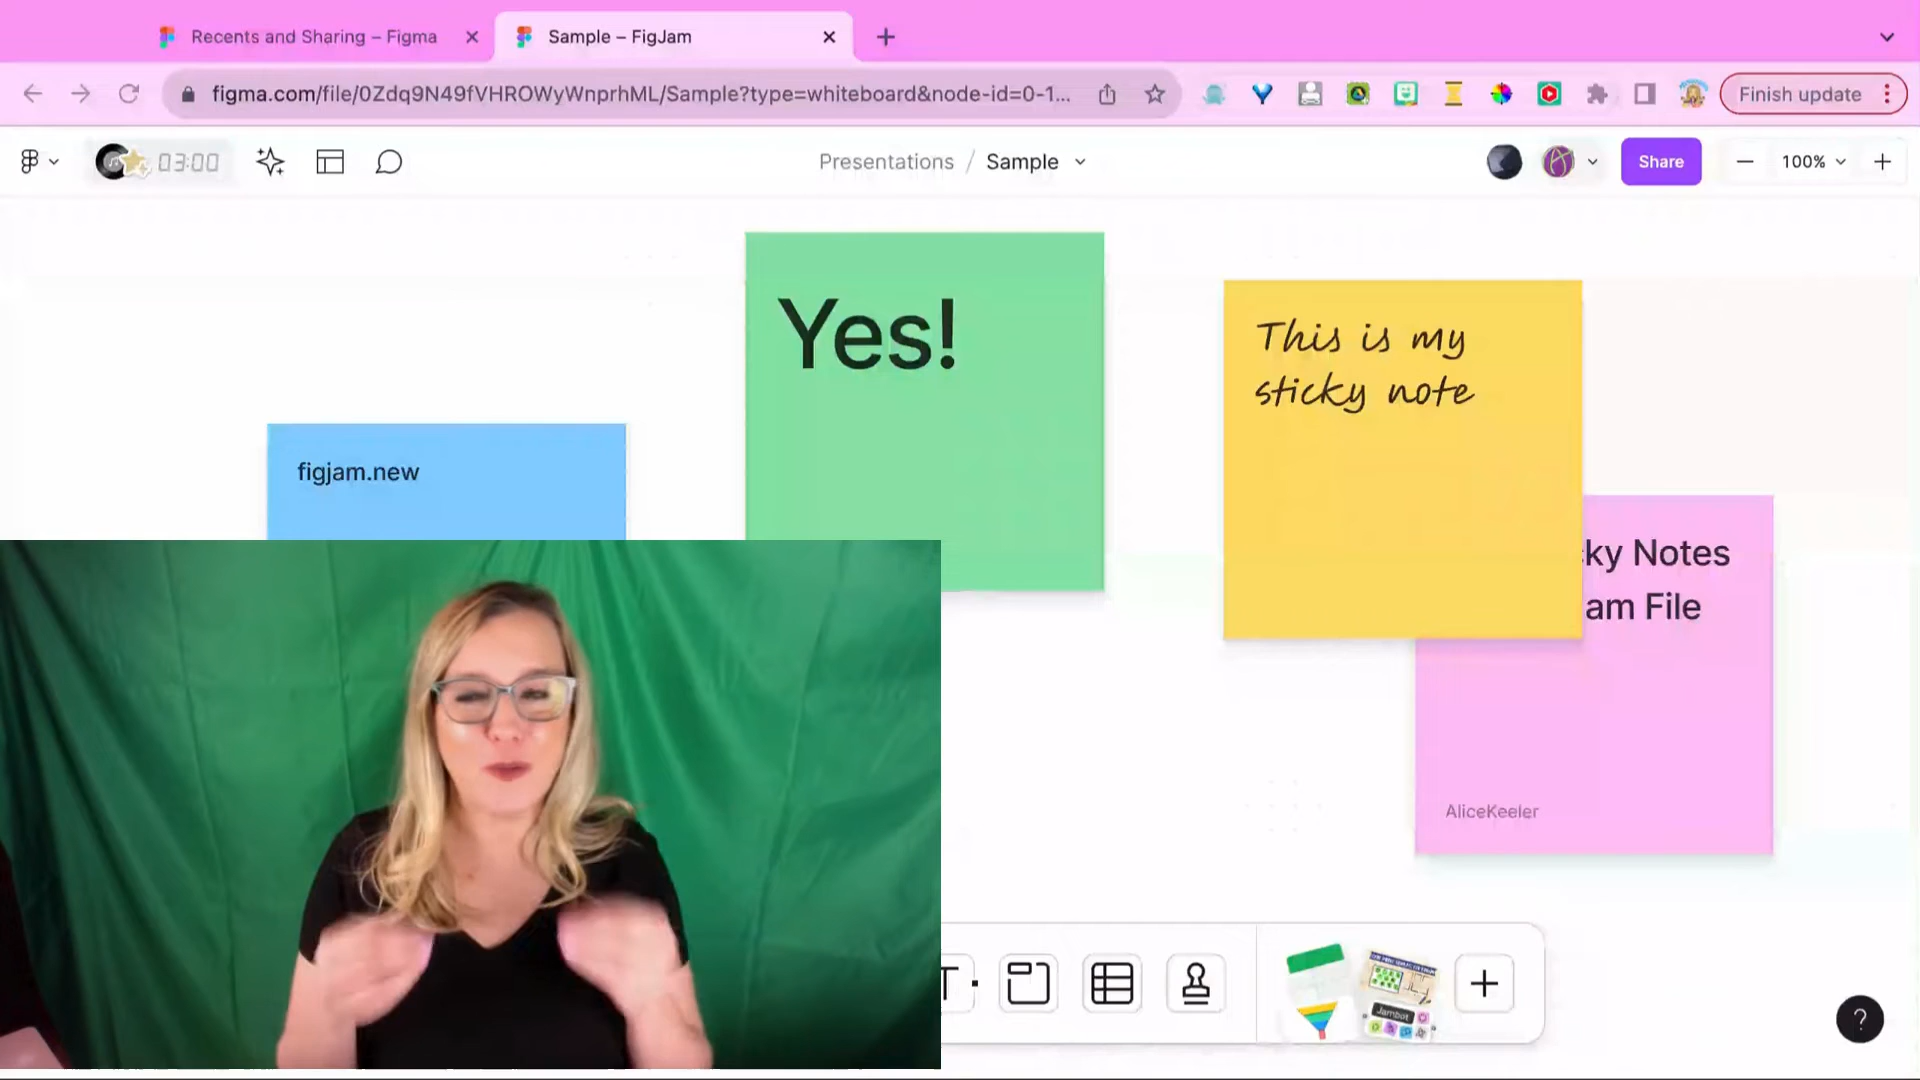 Recents and Sharing – Figma
Sample – FigJam
figma.com/file/0Zdq9N49fVHROWyWnprhML/Sample?type=whiteboard&node-id=0-1...
Finish update
03:00
Presentations / Sample
Share
100%
Yes!
This is my
sticky note
figjam.new
ky Notes
am File
AliceKeeler
T
Jambot
?